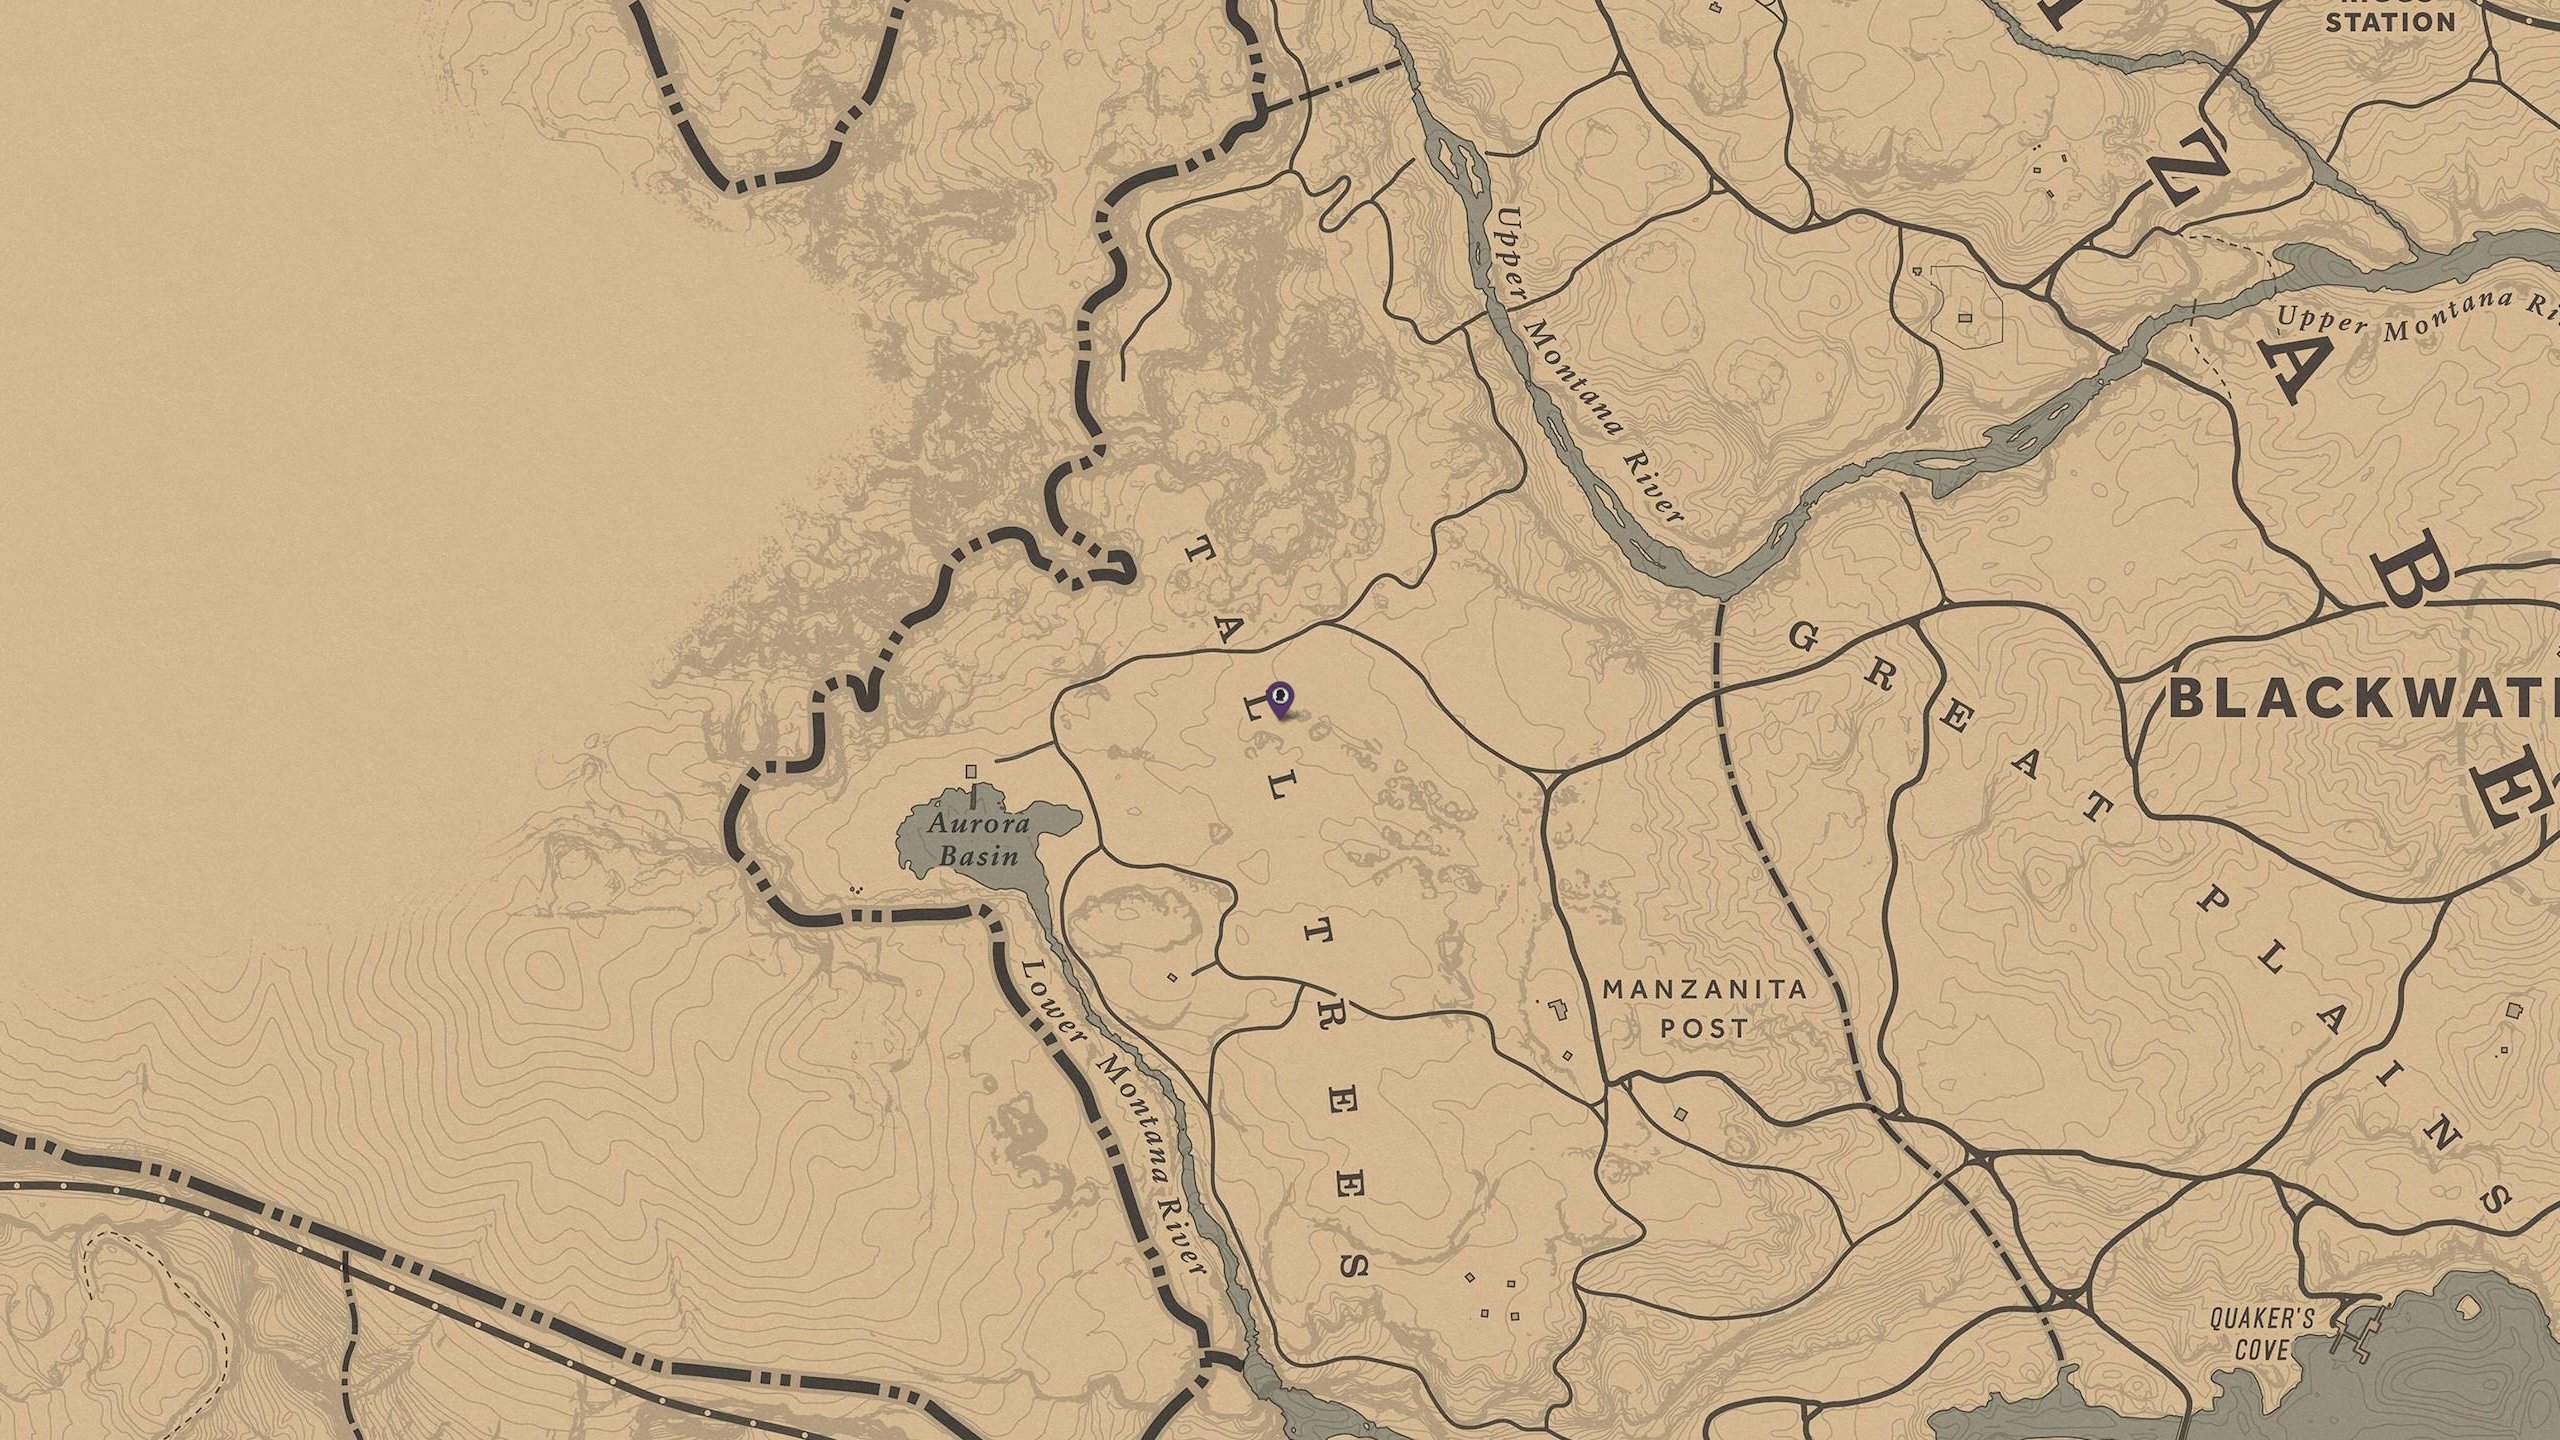 STATION
I Z A B E
Upper Montana River
Upper Montana Ri
TALL TREES
GREAT PLAINS
BLACKWAT
Aurora
Basin
Lower Montana River
MANZANITA
POST
QUAKER'S
COVE